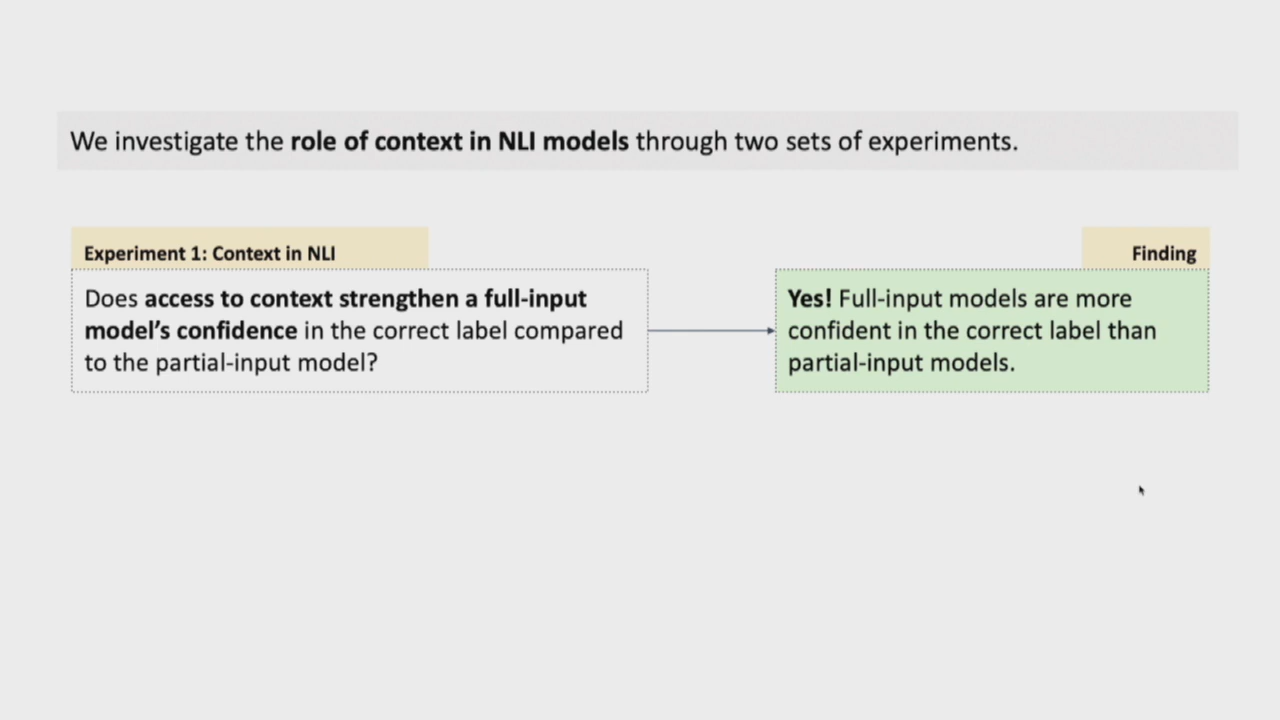 We investigate the role of context in NLI models through two sets of experiments.
Experiment 1: Context in NLI
Does access to context strengthen a full-input
model's confidence in the correct label compared
to the partial-input model?
Finding
Yes! Full-input models are more
confident in the correct label than
partial-input models.